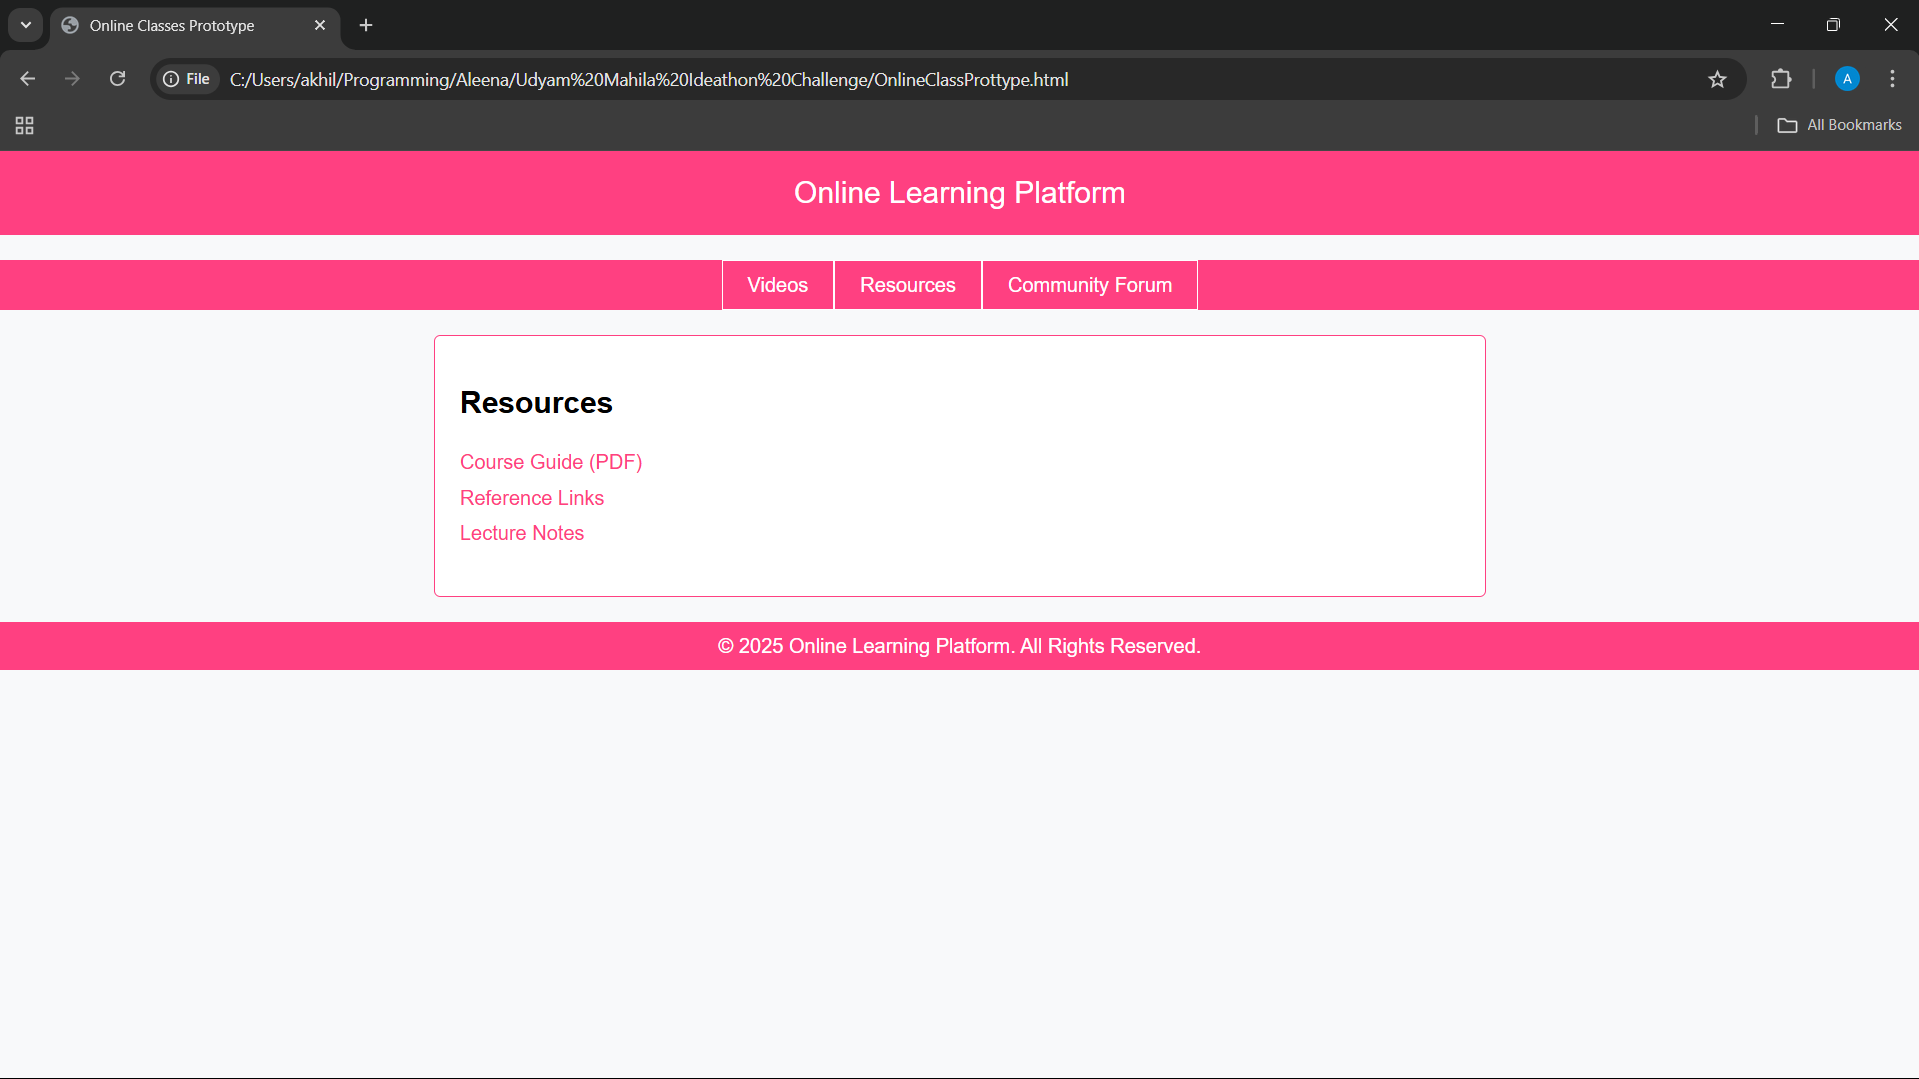 Online Classes Prototype
File
C:/Users/akhil/Programming/Aleena/Udyam%20Mahila%20Ideathon%20Challenge/OnlineClassProttype.html
A
All Bookmarks
Online Learning Platform
Videos Resources Community Forum
Resources
Course Guide (PDF)
Reference Links
Lecture Notes
© 2025 Online Learning Platform. All Rights Reserved.